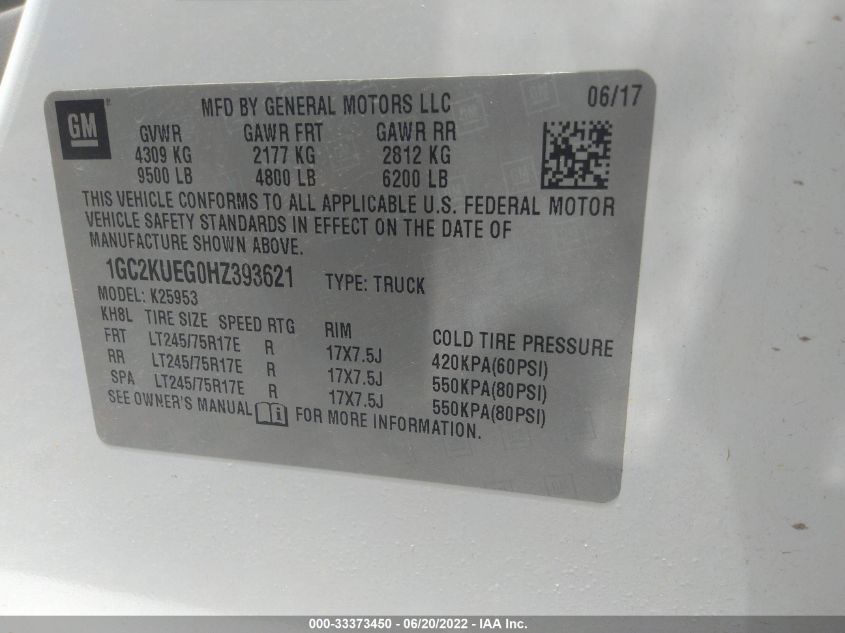 GM
MFD BY GENERAL MOTORS LLC 06/17
GVWR GAWR FRT GAWR RR
4309 KG 2177 KG 2812 KG
9500 LB 4800 LB 6200 LB
THIS VEHICLE CONFORMS TO ALL APPLICABLE U.S. FEDERAL MOTOR
VEHICLE SAFETY STANDARDS IN EFFECT ON THE DATE OF
MANUFACTURE SHOWN ABOVE.
1GC2KUEG0HZ393621 TYPE: TRUCK
MODEL: K25953
KH8L TIRE SIZE SPEED RTG RIM COLD TIRE PRESSURE
FRT LT245/75R17E R 17X7.5J 420KPA(60PSI)
RR LT245/75R17E R 17X7.5J 550KPA(80PSI)
SPA LT245/75R17E R 17X7.5J 550KPA(80PSI)
SEE OWNER'S MANUAL FOR MORE INFORMATION.
000-33373450 - 06/20/2022 - IAA Inc.